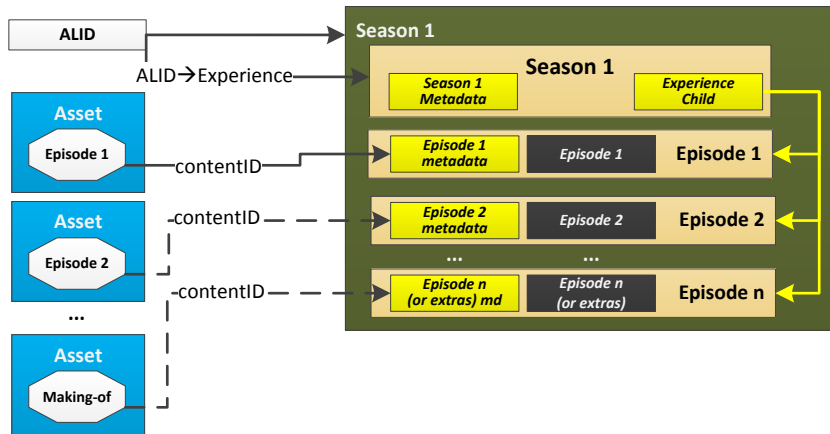 ALID
Season 1
ALID→Experience
Season 1
Season 1
Metadata
Experience
Child
Asset
Episode 1
contentID
Episode 1
metadata
Episode 1
Episode 1
Asset
Episode 2
contentID
Episode 2
metadata
Episode 2
Episode 2
...
...
...
contentID
Episode n
(or extras) md
Episode n
(or extras)
Episode n
Asset
Making-of